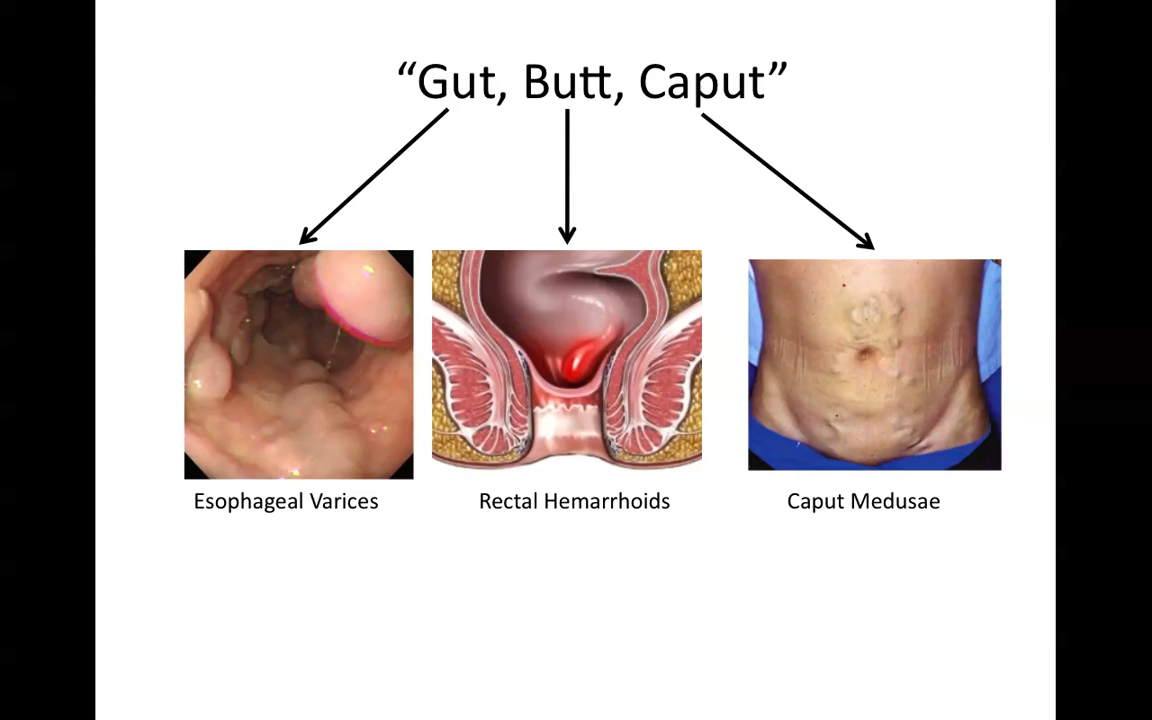 “Gut, Butt, Caput”
Esophageal Varices
Rectal Hemarrhoids
Caput Medusae